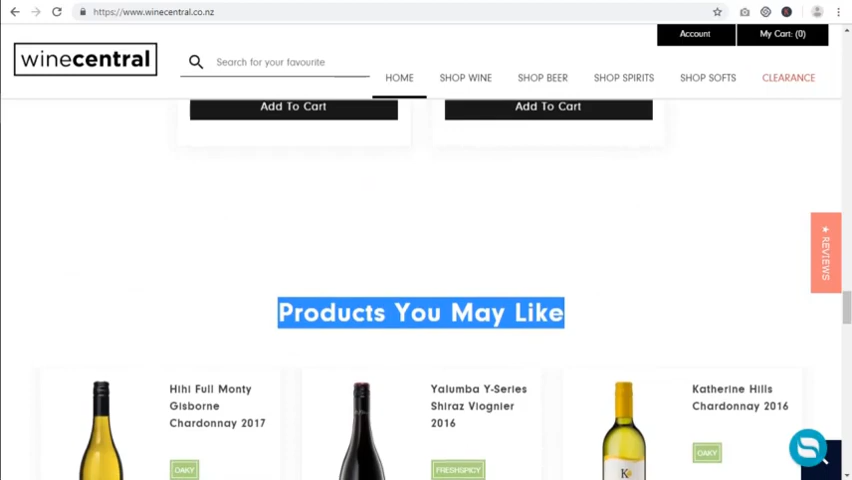 https://www.winecentral.co.nz
Account
My Cart: (0)
winecentral
Search for your favourite
HOME
SHOP WINE
SHOP BEER
SHOP SPIRITS
SHOP SOFTS
CLEARANCE
Add To Cart
Add To Cart
★ REVIEWS
Products You May Like
Hihi Full Monty
Gisborne
Chardonnay 2017
OAKY
Yalumba Y-Series
Shiraz Viognier
2016
FRESHSPICY
Katherine Hills
Chardonnay 2016
OAKY
K